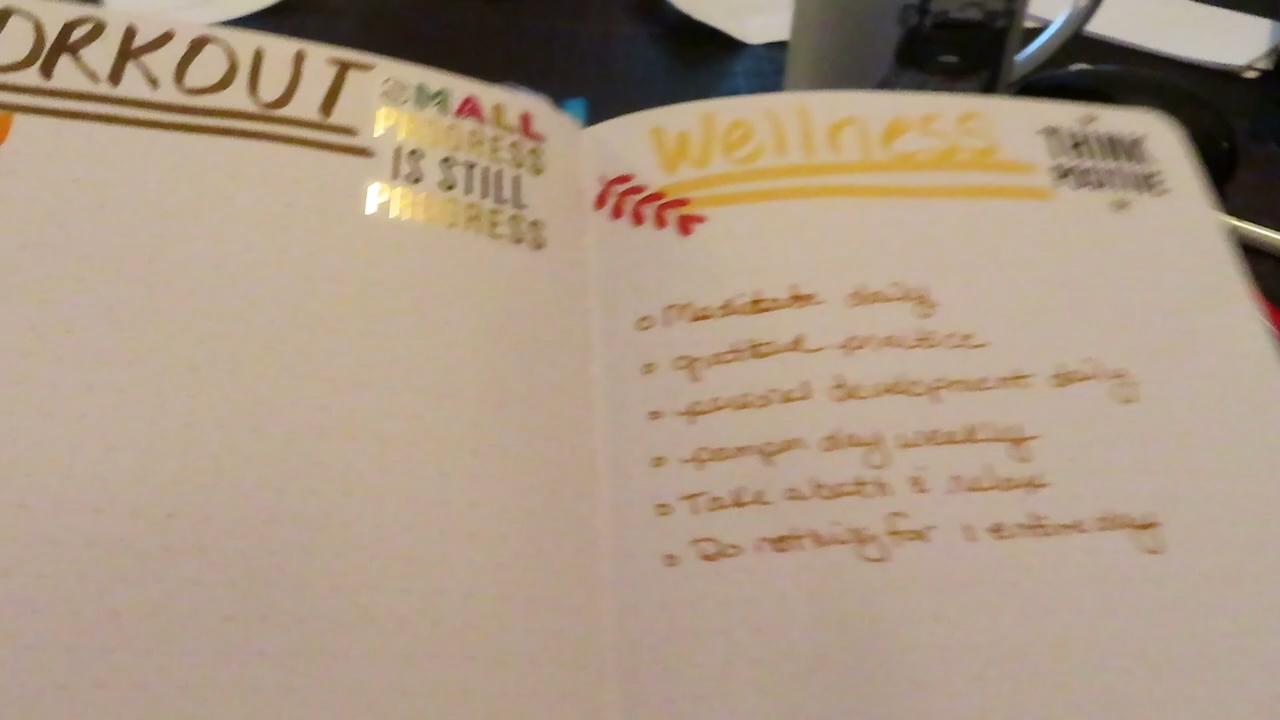 ORKOUT
SMALL
PROGRESS
IS STILL
PROGRESS
Wellness
THINK
POSITIVE
Meditate daily
practice
personal development daily
pamper day weekly
Take a bath & relax
Do nothing for 1 entire day